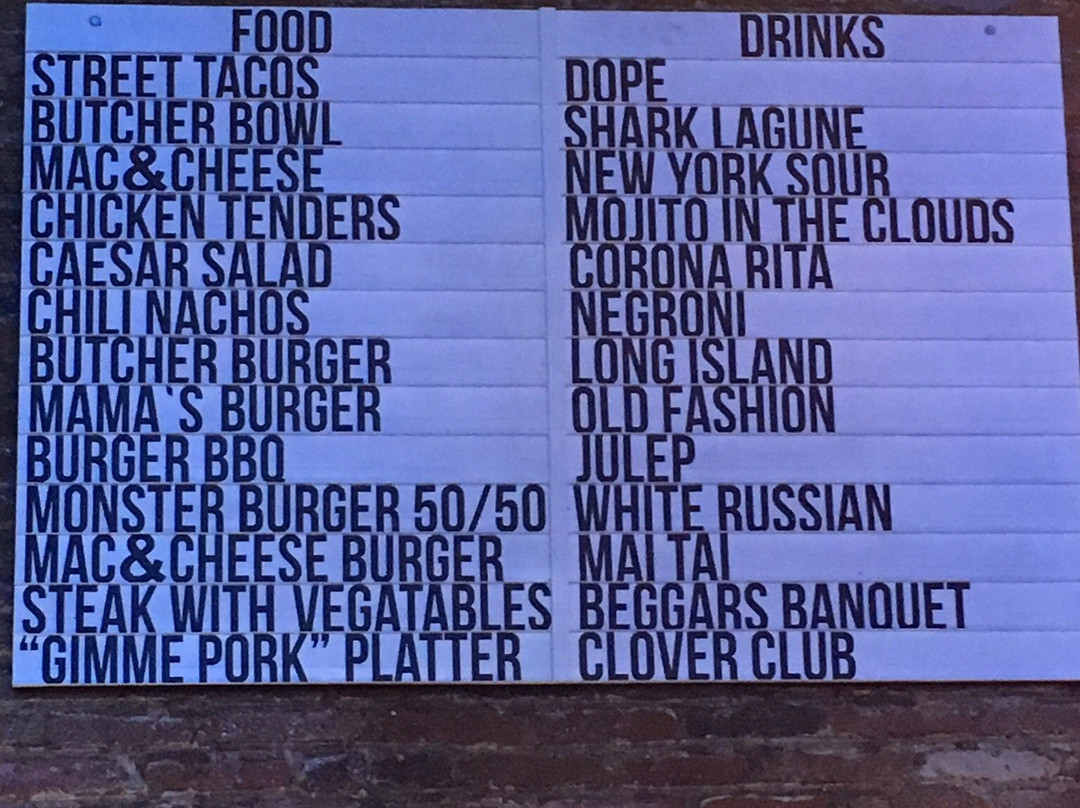 FOOD
STREET TACOS
BUTCHER BOWL
MAC&CHEESE
CHICKEN TENDERS
CAESAR SALAD
CHILI NACHOS
BUTCHER BURGER
MAMA`S BURGER
BURGER BBQ
MONSTER BURGER 50/50
MAC&CHEESE BURGER
STEAK WITH VEGATABLES
“GIMME PORK” PLATTER
DRINKS
DOPE
SHARK LAGUNE
NEW YORK SOUR
MOJITO IN THE CLOUDS
CORONA RITA
NEGRONI
LONG ISLAND
OLD FASHION
JULEP
WHITE RUSSIAN
MAI TAI
BEGGARS BANQUET
CLOVER CLUB